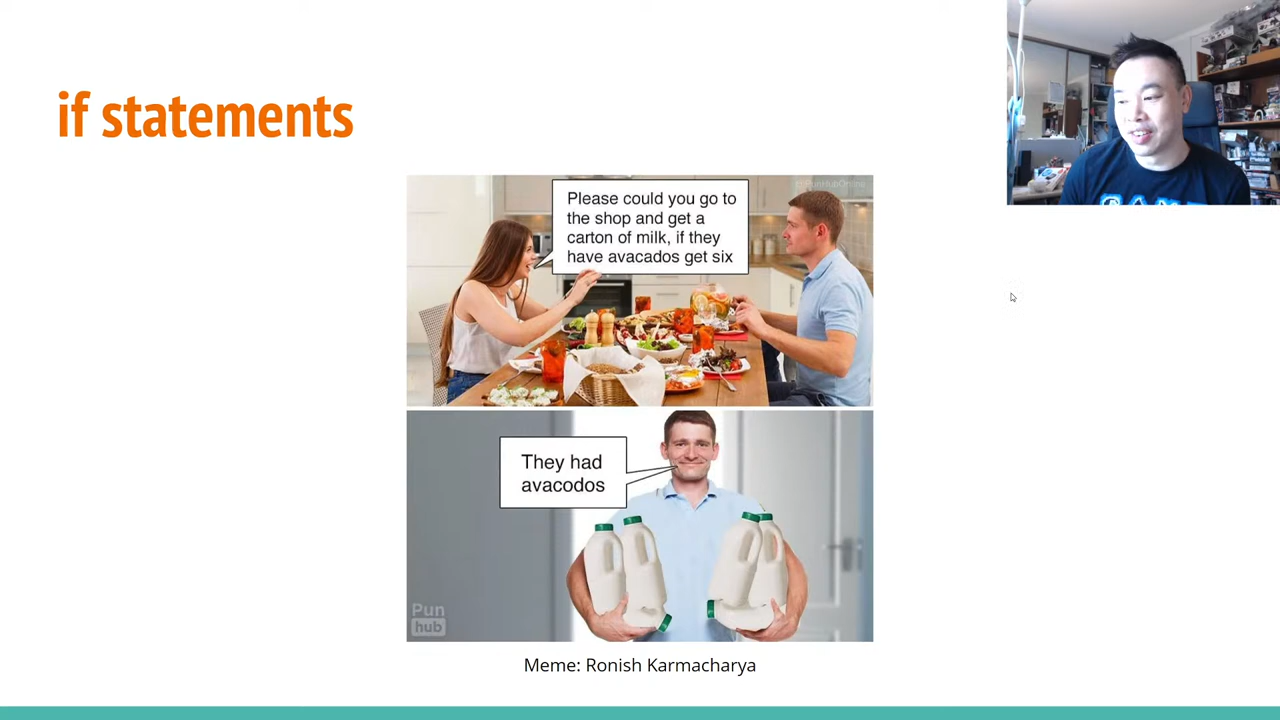 if statements
Please could you go to
the shop and get a
carton of milk, if they
have avacados get six
They had
avacodos
Pun
hub
Meme: Ronish Karmacharya